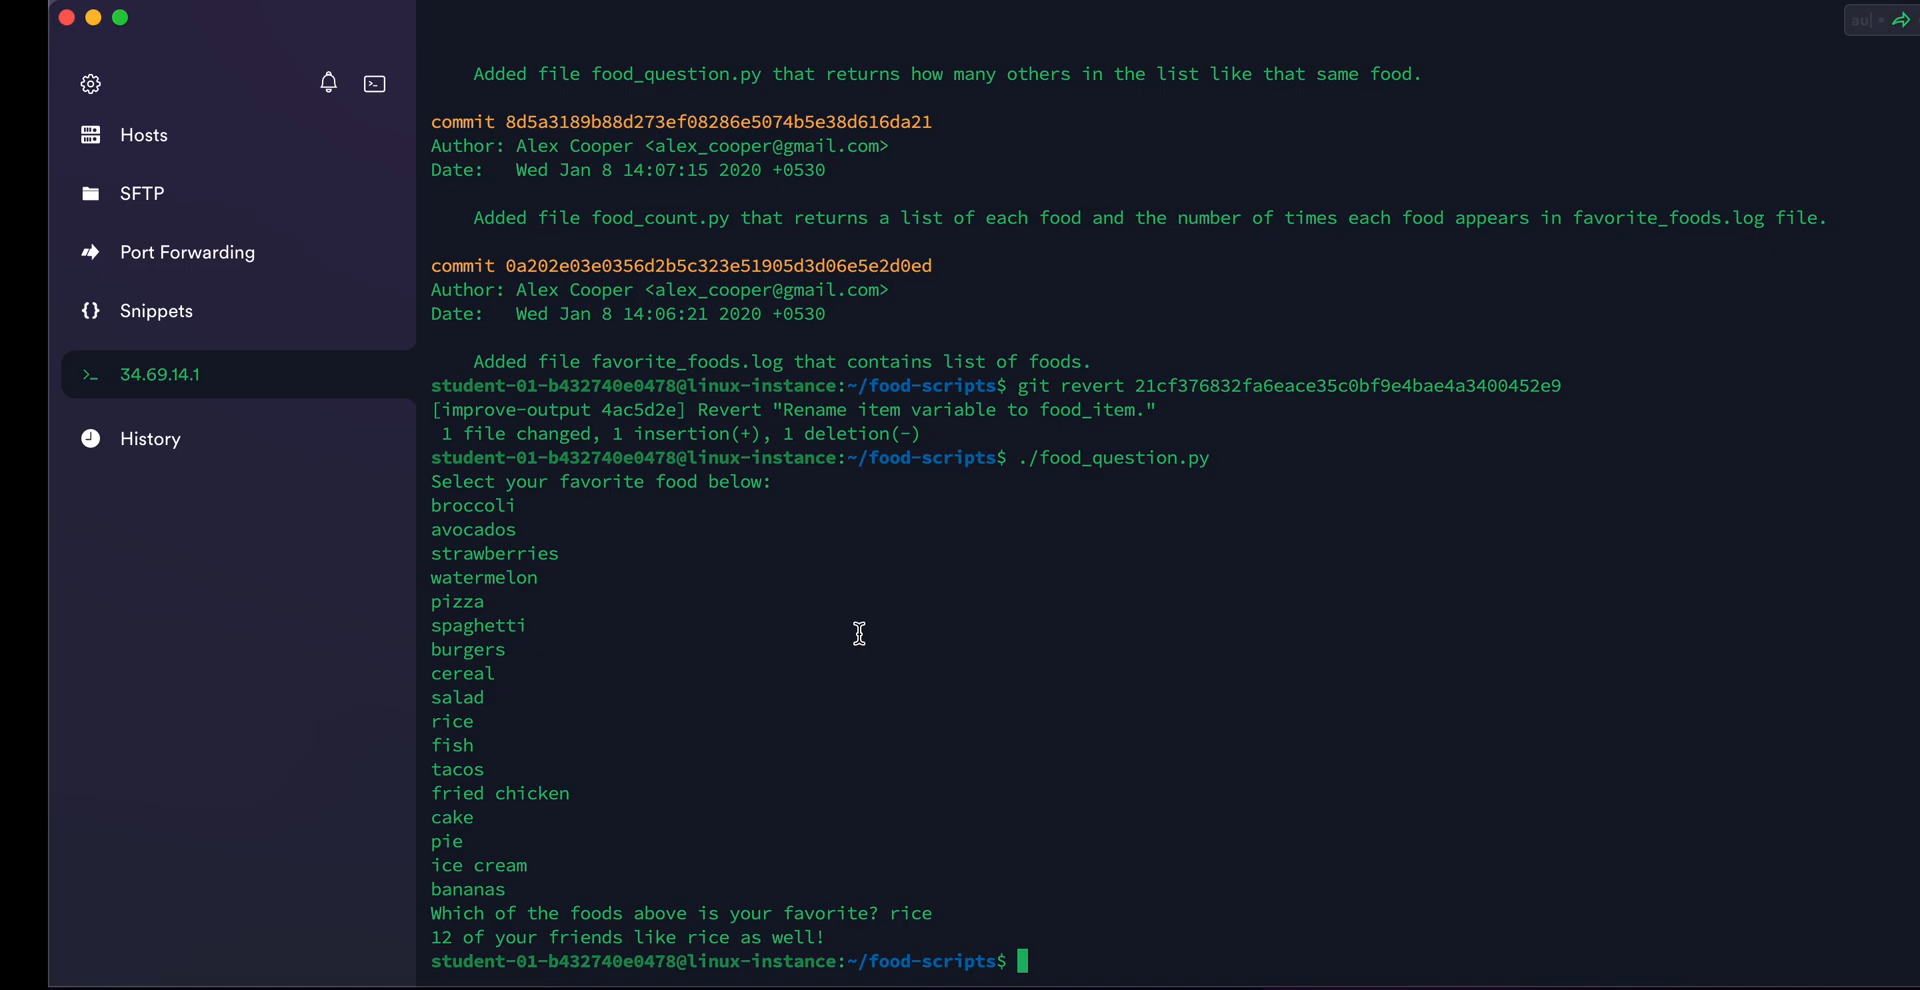 au| •
Added file food_question.py that returns how many others in the list like that same food.
commit 8d5a3189b88d273ef08286e5074b5e38d616da21
Author: Alex Cooper <alex_cooper@gmail.com>
Date:   Wed Jan 8 14:07:15 2020 +0530
Added file food_count.py that returns a list of each food and the number of times each food appears in favorite_foods.log file.
commit 0a202e03e0356d2b5c323e51905d3d06e5e2d0ed
Author: Alex Cooper <alex_cooper@gmail.com>
Date:   Wed Jan 8 14:06:21 2020 +0530
Added file favorite_foods.log that contains list of foods.
student-01-b432740e0478@linux-instance:~/food-scripts$ git revert 21cf376832fa6eace35c0bf9e4bae4a3400452e9
[improve-output 4ac5d2e] Revert "Rename item variable to food_item."
1 file changed, 1 insertion(+), 1 deletion(-)
student-01-b432740e0478@linux-instance:~/food-scripts$ ./food_question.py
Select your favorite food below:
broccoli
avocados
strawberries
watermelon
pizza
spaghetti
burgers
cereal
salad
rice
fish
tacos
fried chicken
cake
pie
ice cream
bananas
Which of the foods above is your favorite? rice
12 of your friends like rice as well!
student-01-b432740e0478@linux-instance:~/food-scripts$
Hosts
SFTP
Port Forwarding
Snippets
>_ 34.69.14.1
History